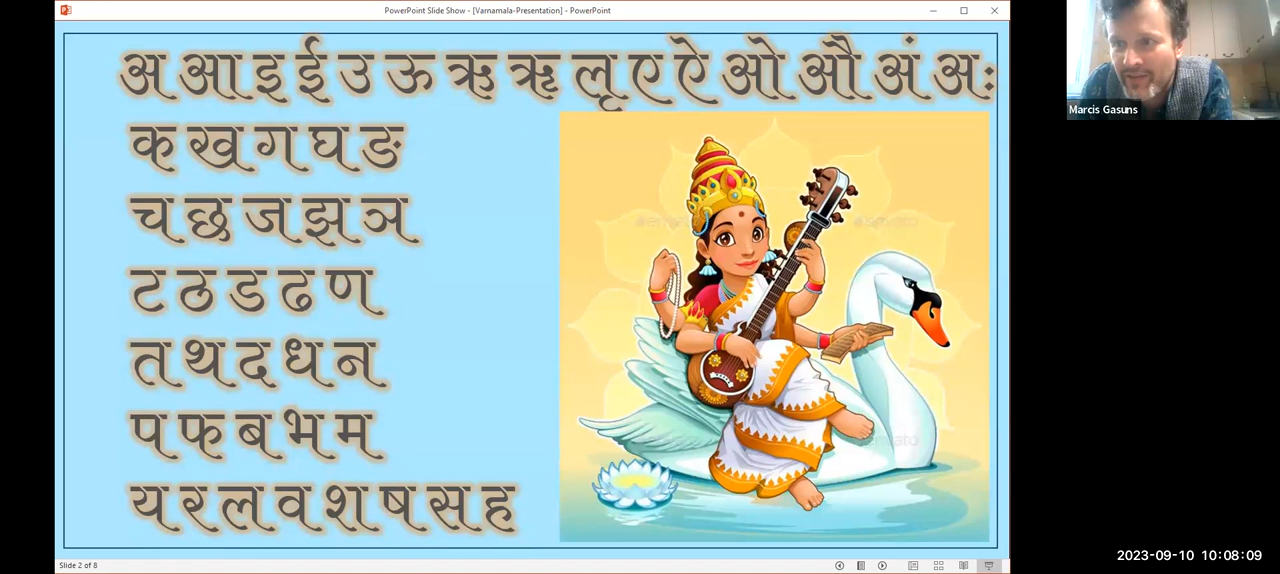 PowerPoint Slide Show - [Varnamala-Presentation] - PowerPoint
अ आ इ ई उ ऊ ऋ ॠ ऌ ए ऐ ओ औ अं अः
क ख ग घ ङ
च छ ज झ ञ
ट ठ ड ढ ण
त थ द ध न
प फ ब भ म
य र ल व श ष स ह
Slide 2 of 8
Marcis Gasuns
2023-09-10 10:08:09